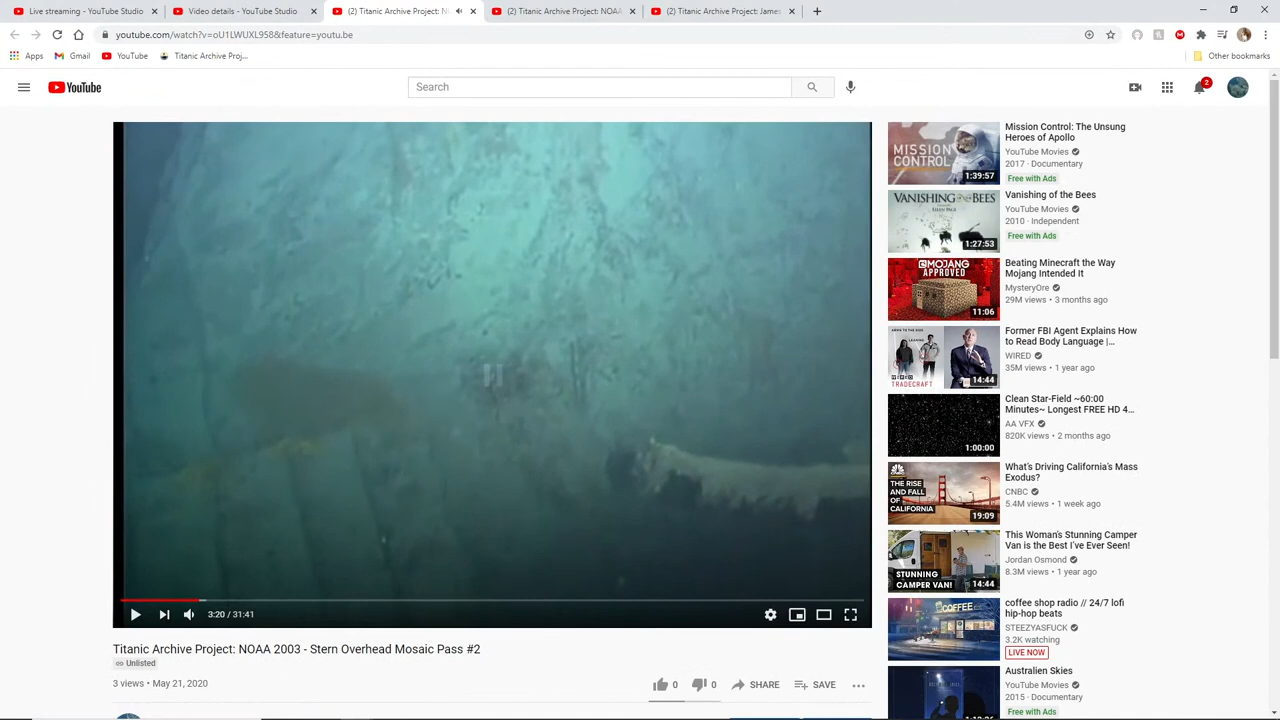 Live streaming - YouTube Studio
Video details - YouTube Studio
(2) Titanic Archive Project: N
(2) Titanic Archive Project: NOAA
(2) Titanic Archive Project: James
youtube.com/watch?v=oU1LWUXL958&feature=youtu.be
Apps
Gmail
YouTube
Titanic Archive Proj...
Other bookmarks
YouTube
Search
2
Mission Control: The Unsung
Heroes of Apollo
YouTube Movies
2017 · Documentary
Free with Ads
MISSION
CONTROL
1:39:57
Vanishing of the Bees
YouTube Movies
2010 · Independent
Free with Ads
VANISHING OF THE BEES
1:27:53
Beating Minecraft the Way
Mojang Intended It
MysteryOre
29M views • 3 months ago
MOJANG
APPROVED
11:06
Former FBI Agent Explains How
to Read Body Language |...
WIRED
35M views • 1 year ago
LEANING
TRADECRAFT
14:44
Clean Star-Field ~60:00
Minutes~ Longest FREE HD 4...
AA VFX
820K views • 2 months ago
1:00:00
What's Driving California's Mass
Exodus?
CNBC
5.4M views • 1 week ago
THE RISE
AND FALL
OF
CALIFORNIA
19:09
This Woman's Stunning Camper
Van is the Best I've Ever Seen!
Jordan Osmond
8.3M views • 1 year ago
STUNNING
CAMPER VAN!
14:44
coffee shop radio // 24/7 lofi
hip-hop beats
STEEZYASFUCK
3.2K watching
LIVE NOW
COFFEE
Australien Skies
YouTube Movies
2015 · Documentary
Free with Ads
3:20 / 31:41
Titanic Archive Project: NOAA 2003 - Stern Overhead Mosaic Pass #2
Unlisted
3 views • May 21, 2020
0
0
SHARE
SAVE